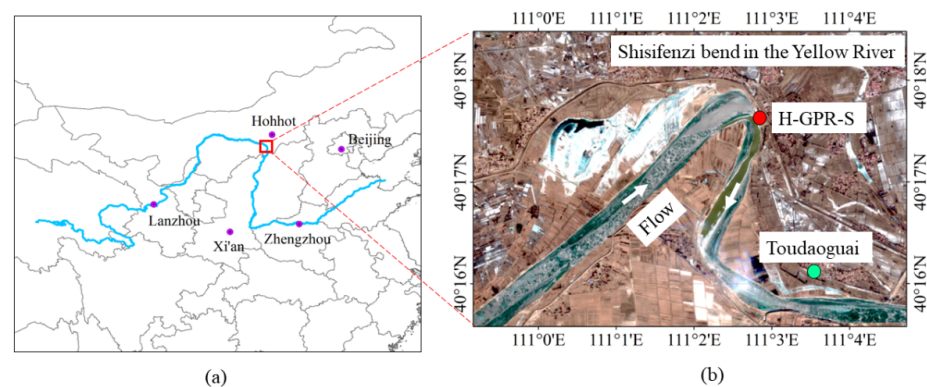 Hohhot
Beijing
Lanzhou
Xi'an
Zhengzhou
(a)
111°0'E 111°1'E 111°2'E 111°3'E 111°4'E
Shisifenzi bend in the Yellow River
40°18'N
40°18'N
H-GPR-S
40°17'N
40°17'N
Flow
Toudaoguai
40°16'N
40°16'N
111°0'E 111°1'E 111°2'E 111°3'E 111°4'E
(b)